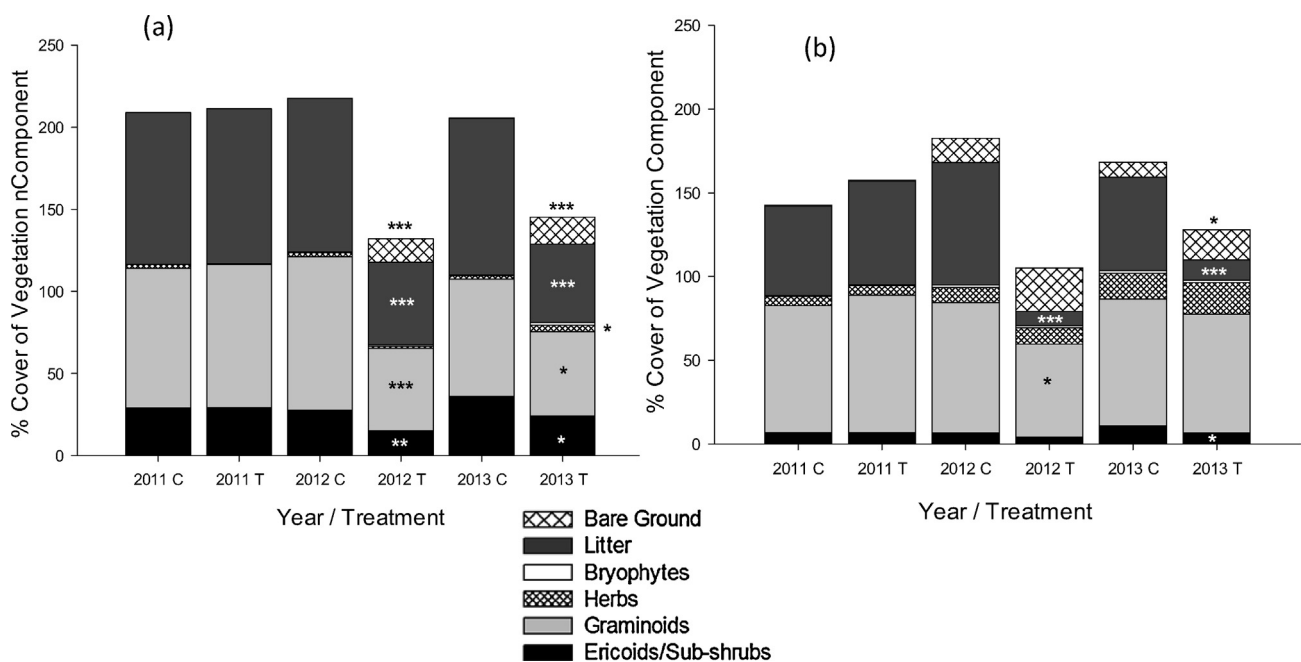 (a)
250
200
150
100
50
0
% Cover of Vegetation nComponent
***
***
***
**
***
***
*
*
*
2011 C 2011 T 2012 C 2012 T 2013 C 2013 T
Year / Treatment
(b)
250
200
150
100
50
0
% Cover of Vegetation Component
***
*
*
***
*
2011 C 2011 T 2012 C 2012 T 2013 C 2013 T
Year / Treatment
Bare Ground
Litter
Bryophytes
Herbs
Graminoids
Ericoids/Sub-shrubs